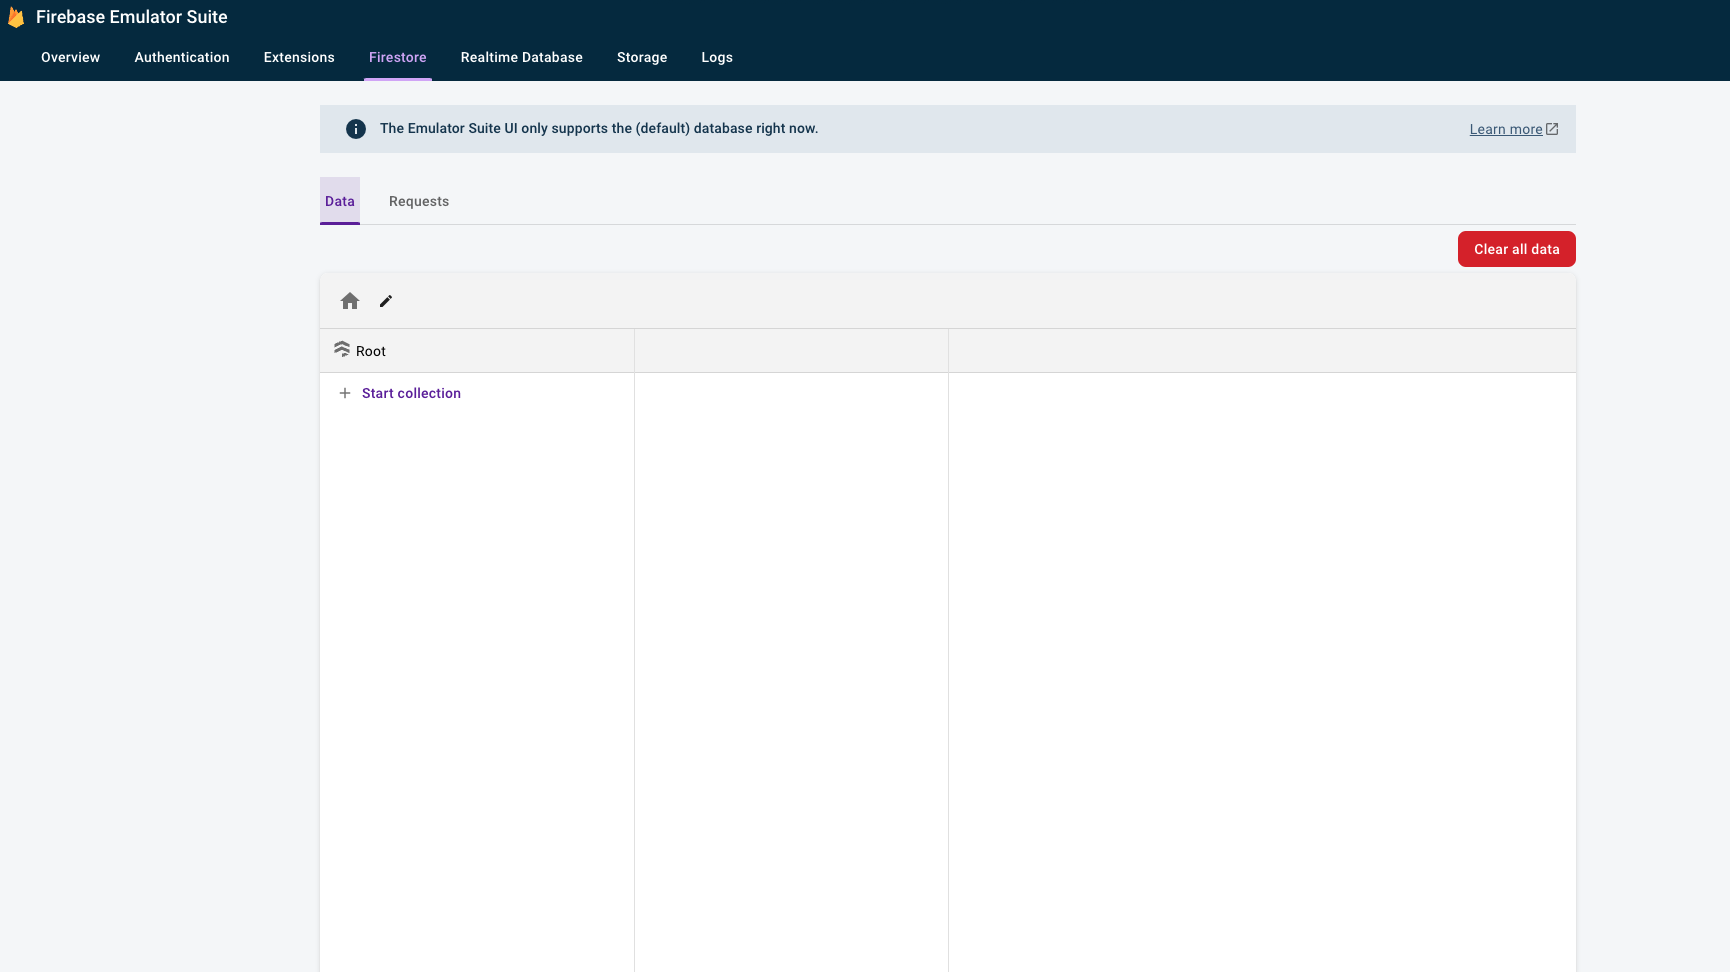 Firebase Emulator Suite
Overview Authentication Extensions Firestore Realtime Database Storage Logs
The Emulator Suite UI only supports the (default) database right now. Learn more
Data Requests
Clear all data
Root
Start collection